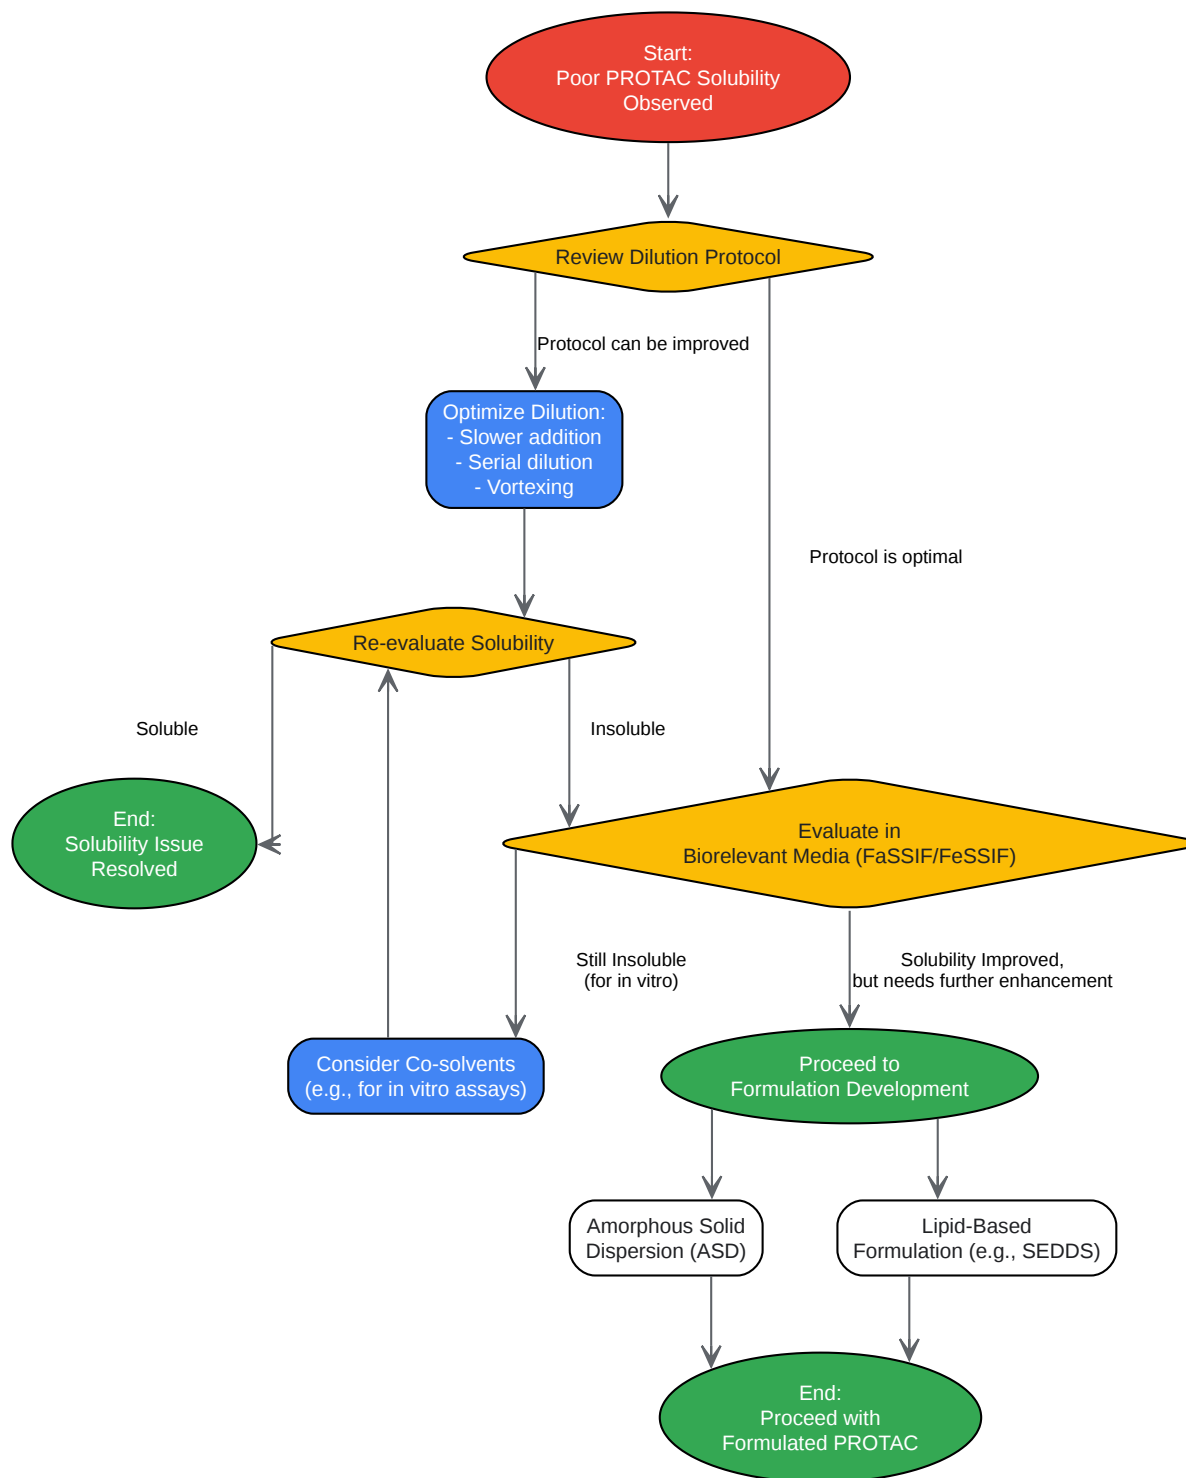 Start:
Poor PROTAC Solubility
Observed
Review Dilution Protocol
Protocol can be improved
Optimize Dilution:
- Slower addition
- Serial dilution
- Vortexing
Protocol is optimal
Re-evaluate Solubility
Soluble
Insoluble
End:
Solubility Issue
Resolved
Evaluate in
Biorelevant Media (FaSSIF/FeSSIF)
Still Insoluble
(for in vitro)
Solubility Improved,
but needs further enhancement
Consider Co-solvents
(e.g., for in vitro assays)
Proceed to
Formulation Development
Amorphous Solid
Dispersion (ASD)
Lipid-Based
Formulation (e.g., SEDDS)
End:
Proceed with
Formulated PROTAC